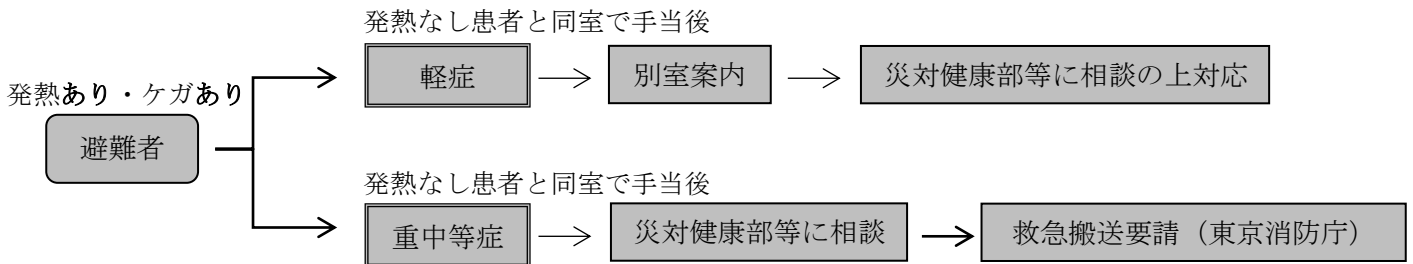 発熱なし患者と同室で手当後
軽症
別室案内
災対健康部等に相談の上対応
発熱あり・ケガあり
避難者
発熱なし患者と同室で手当後
重中等症
災対健康部等に相談
救急搬送要請（東京消防庁）